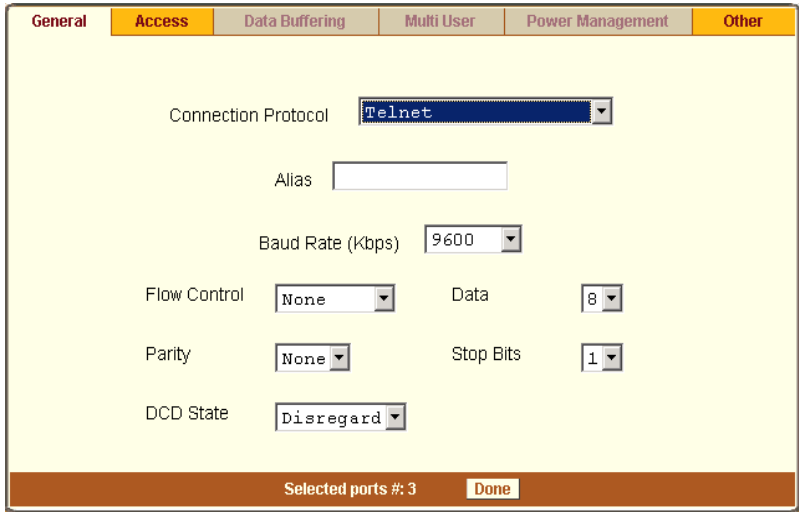 General Access Data Buffering Multi User Power Management Other
Connection Protocol Telnet
Alias
Baud Rate (Kbps) 9600
Flow Control None Data 8
Parity None Stop Bits 1
DCD State Disregard
Selected ports #: 3 Done